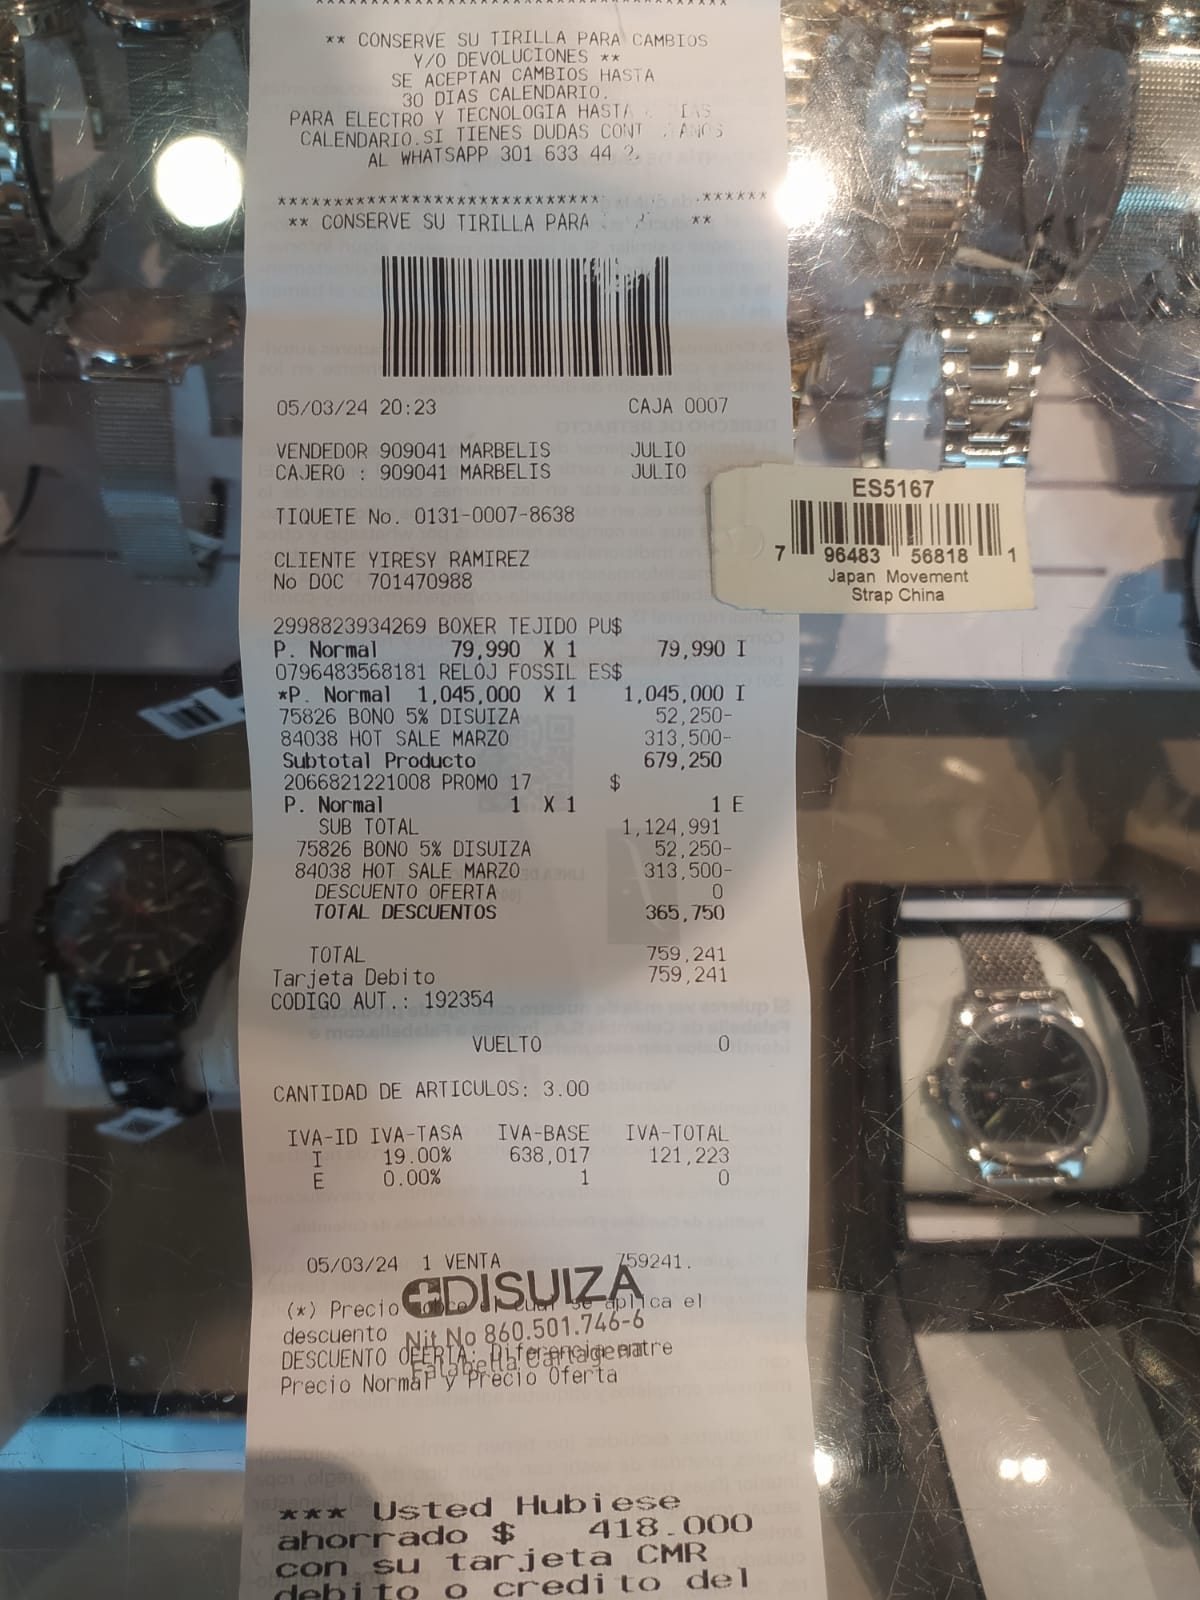 ** CONSERVE SU TIRILLA PARA CAMBIOS
Y/O DEVOLUCIONES **
SE ACEPTAN CAMBIOS HASTA
30 DIAS CALENDARIO.
PARA ELECTRO Y TECNOLOGIA HASTA
CALENDARIO.SI TIENES DUDAS
AL WHATSAPP 301 633 44
** CONSERVE SU TIRILLA PARA **
05/03/24 20:23 CAJA 0007
VENDEDOR 909041 MARBELIS JULIO
CAJERO : 909041 MARBELIS JULIO
TIQUETE No. 0131-0007-8638
CLIENTE YIRESY RAMIREZ
No DOC 701470988
2998823934269 BOXER TEJIDO PU$
P. Normal 79,990 X 1 79,990 I
0796483568181 RELOJ FOSSIL ES$
*P. Normal 1,045,000 X 1 1,045,000 I
75826 BONO 5% DISUIZA 52,250-
84038 HOT SALE MARZO 313,500-
Subtotal Producto 679,250
2066821221008 PROMO 17 $
P. Normal 1 X 1 1 E
SUB TOTAL 1,124,991
75826 BONO 5% DISUIZA 52,250-
84038 HOT SALE MARZO 313,500-
DESCUENTO OFERTA 0
TOTAL DESCUENTOS 365,750
TOTAL 759,241
Tarjeta Debito 759,241
CODIGO AUT.: 192354
VUELTO 0
CANTIDAD DE ARTICULOS: 3.00
IVA-ID IVA-TASA IVA-BASE IVA-TOTAL
I 19.00% 638,017 121,223
E 0.00% 1 0
05/03/24 1 VENTA 759241.
DISUIZA
(*) Precio sobre el cual se aplica el
descuento
Nit No 860.501.746-6
DESCUENTO OFERTA: Diferencia entre
Falabella Cartagena
Precio Normal y Precio Oferta
*** Usted Hubiese
ahorrado $ 418.000
con su tarjeta CMR
debito o credito del
ES5167
7 96483 56818 1
Japan Movement
Strap China